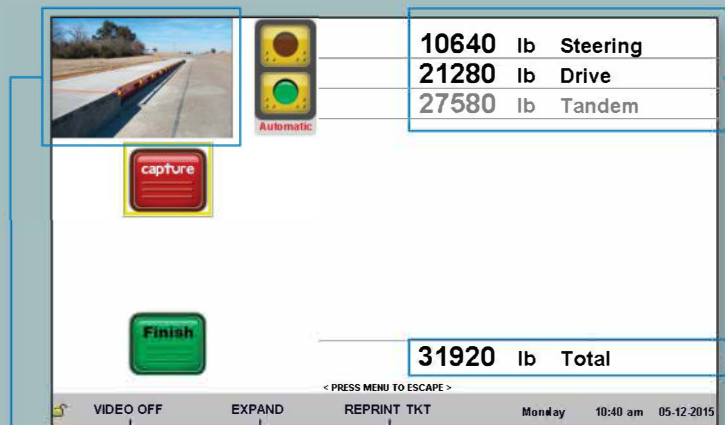 10640 lb Steering
21280 lb Drive
27580 lb Tandem
Automatic
capture
Finish
31920 lb Total
< PRESS MENU TO ESCAPE >
VIDEO OFF EXPAND REPRINT TKT Monday 10:40 am 05-12-2015